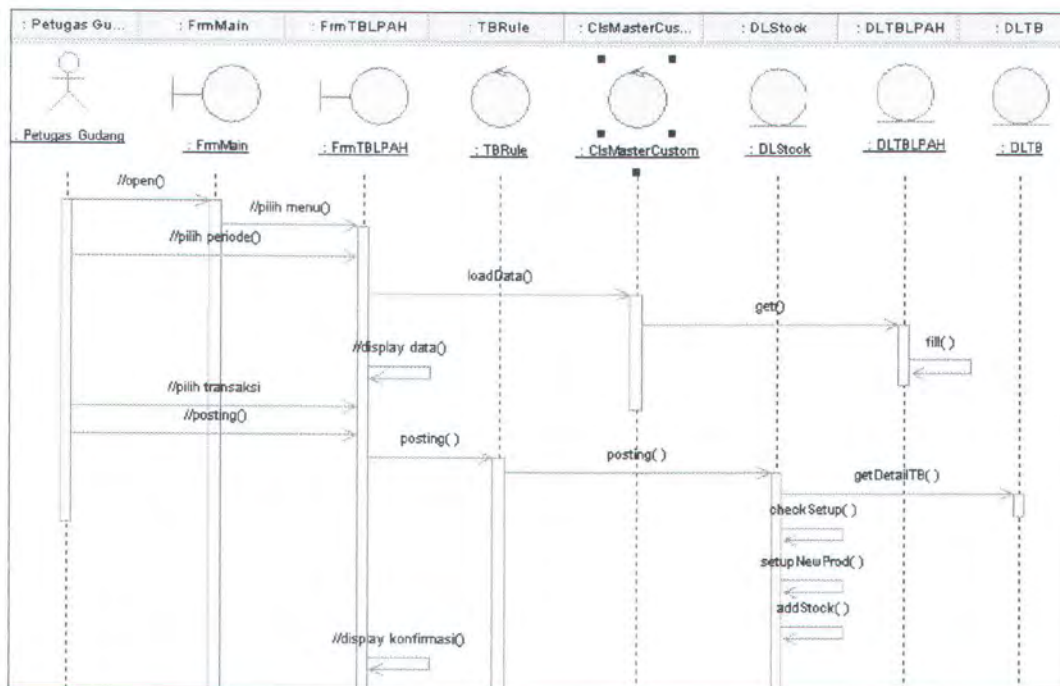 : Petugas Gu... : FrmMain : FrmTBLPAH : TBRule : ClsMasterCus... : DLStock : DLTBLPAH : DLTB
: Petugas Gudang : FrmMain : FrmTBLPAH : TBRule : ClsMasterCustom : DLStock : DLTBLPAH : DLTB
//open()
//pilih menu()
//pilih periode()
loadData()
get()
fill( )
//display data()
//pilih transaksi
//posting()
posting( )
posting( )
getDetailTB( )
checkSetup( )
setupNewProd( )
addStock( )
//display konfirmasi()